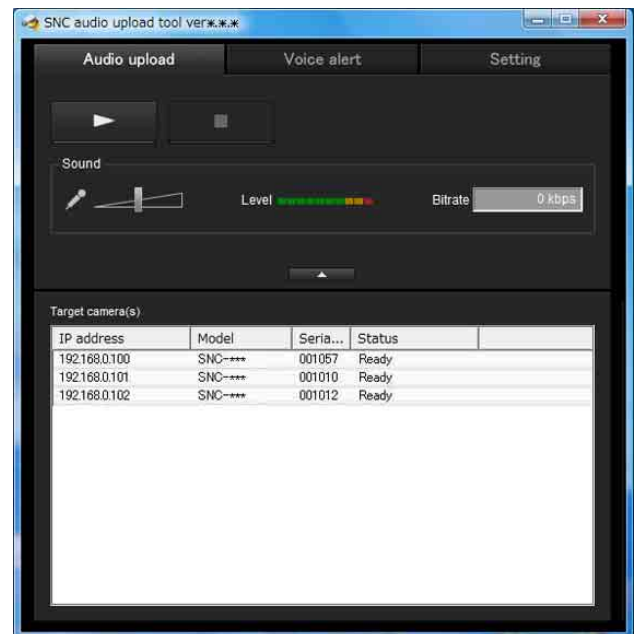 SNC audio upload tool ver*.*.*
Audio upload Voice alert Setting
Sound
Level Bitrate 0 kbps
Target camera(s)
IP address Model Seria... Status
192.168.0.100 SNC-*** 001057 Ready
192.168.0.101 SNC-*** 001010 Ready
192.168.0.102 SNC-*** 001012 Ready